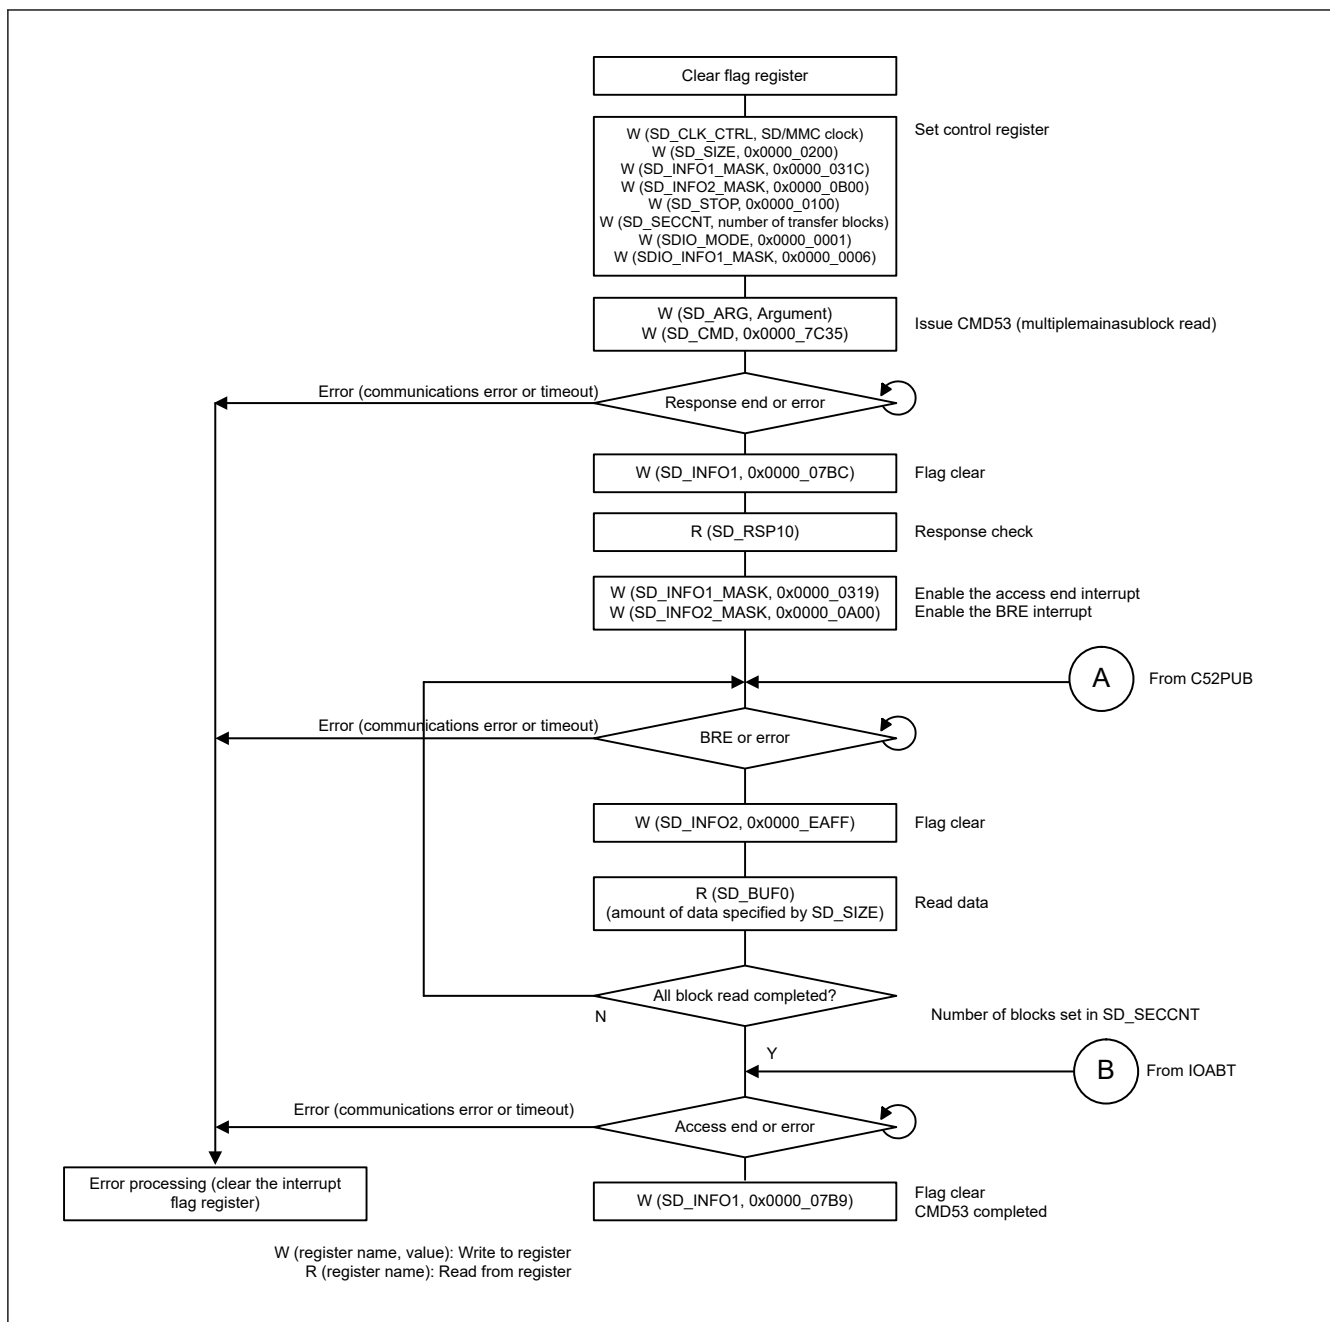 Clear flag register
W (SD_CLK_CTRL, SD/MMC clock)
W (SD_SIZE, 0x0000_0200)
W (SD_INFO1_MASK, 0x0000_031C)
W (SD_INFO2_MASK, 0x0000_0B00)
W (SD_STOP, 0x0000_0100)
W (SD_SECCNT, number of transfer blocks)
W (SDIO_MODE, 0x0000_0001)
W (SDIO_INFO1_MASK, 0x0000_0006)
Set control register
W (SD_ARG, Argument)
W (SD_CMD, 0x0000_7C35)
Issue CMD53 (multiplemainasublock read)
Error (communications error or timeout)
Response end or error
W (SD_INFO1, 0x0000_07BC)
Flag clear
R (SD_RSP10)
Response check
W (SD_INFO1_MASK, 0x0000_0319)
W (SD_INFO2_MASK, 0x0000_0A00)
Enable the access end interrupt
Enable the BRE interrupt
A
From C52PUB
Error (communications error or timeout)
BRE or error
W (SD_INFO2, 0x0000_EAFF)
Flag clear
R (SD_BUF0)
(amount of data specified by SD_SIZE)
Read data
All block read completed?
N
Number of blocks set in SD_SECCNT
Y
B
From IOABT
Error (communications error or timeout)
Access end or error
Error processing (clear the interrupt
flag register)
W (SD_INFO1, 0x0000_07B9)
Flag clear
CMD53 completed
W (register name, value): Write to register
R (register name): Read from register